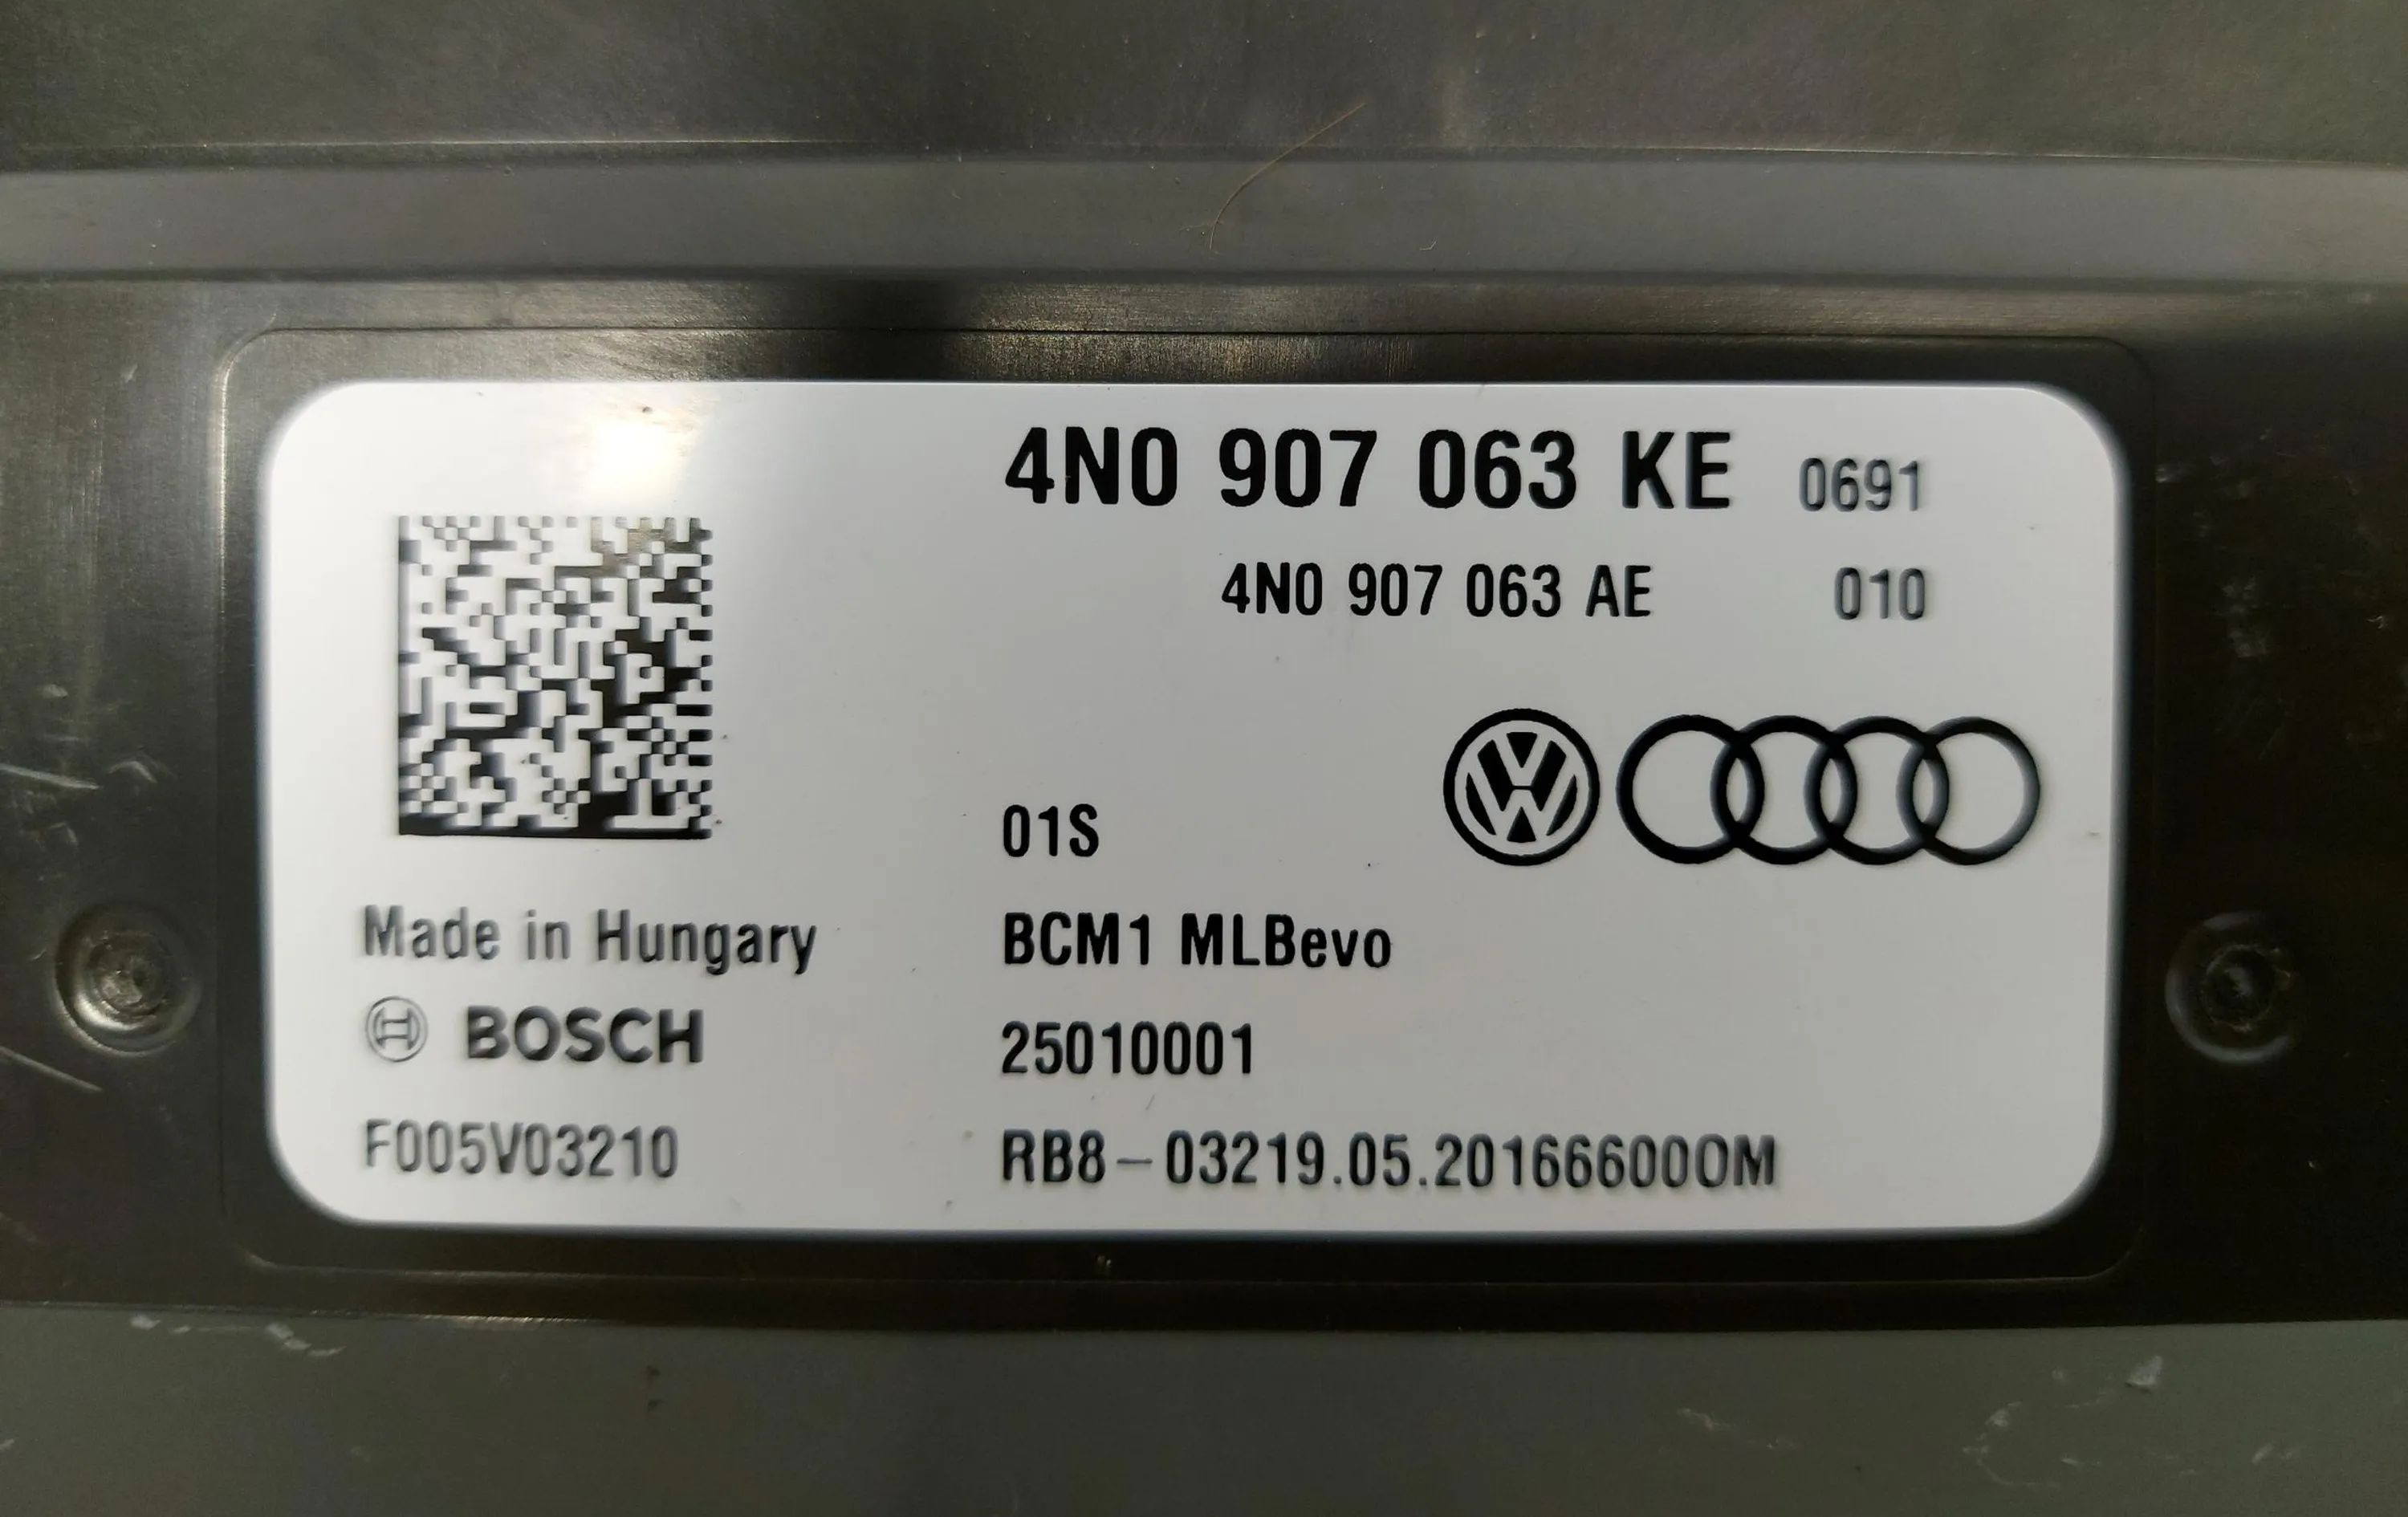 4N0 907 063 KE 0691
4N0 907 063 AE 010
01S
Made in Hungary
BCM1 MLBevo
BOSCH
25010001
F005V03210
RB8-03219.05.2016660000M